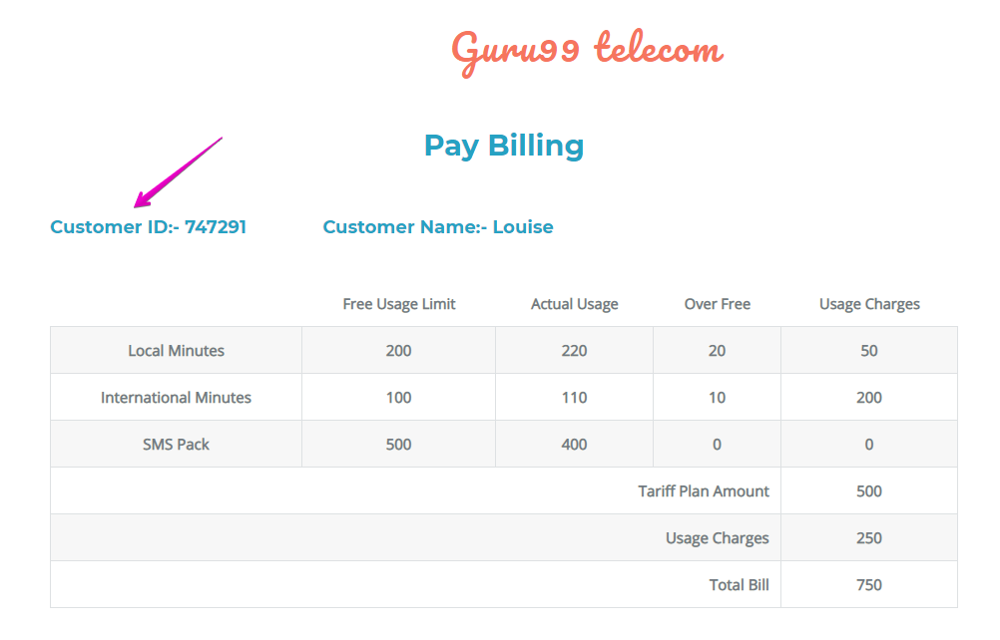 Guru99 telecom
Pay Billing
Customer ID:- 747291 Customer Name:- Louise
Free Usage Limit Actual Usage Over Free Usage Charges
Local Minutes 200 220 20 50
International Minutes 100 110 10 200
SMS Pack 500 400 0 0
Tariff Plan Amount 500
Usage Charges 250
Total Bill 750